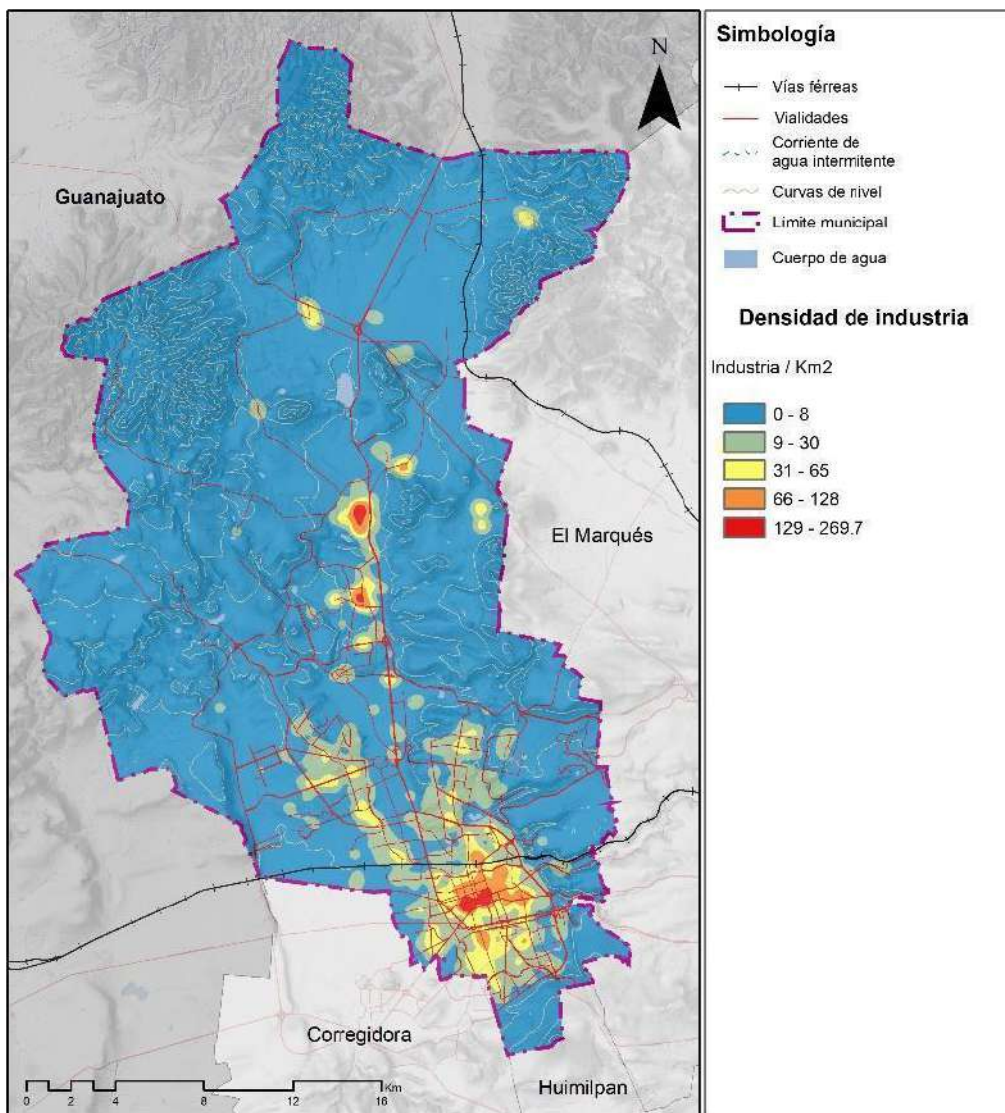 N
Guanajuato
El Marqués
Corregidora
Huimilpan
Km
0 2 4 8 12 16
Simbología
Vías férreas
Vialidades
Corriente de
agua intermitente
Curvas de nivel
Limite municipal
Cuerpo de agua
Densidad de industria
Industria / Km2
0 - 8
9 - 30
31 - 65
66 - 128
129 - 269.7